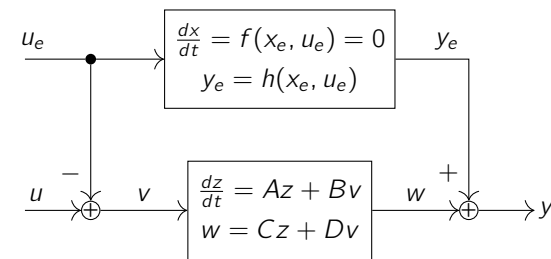 u_e
dx/dt = f(x_e, u_e) = 0
y_e = h(x_e, u_e)
y_e
−
+
u
v
dz/dt = Az + Bv
w = Cz + Dv
w
y